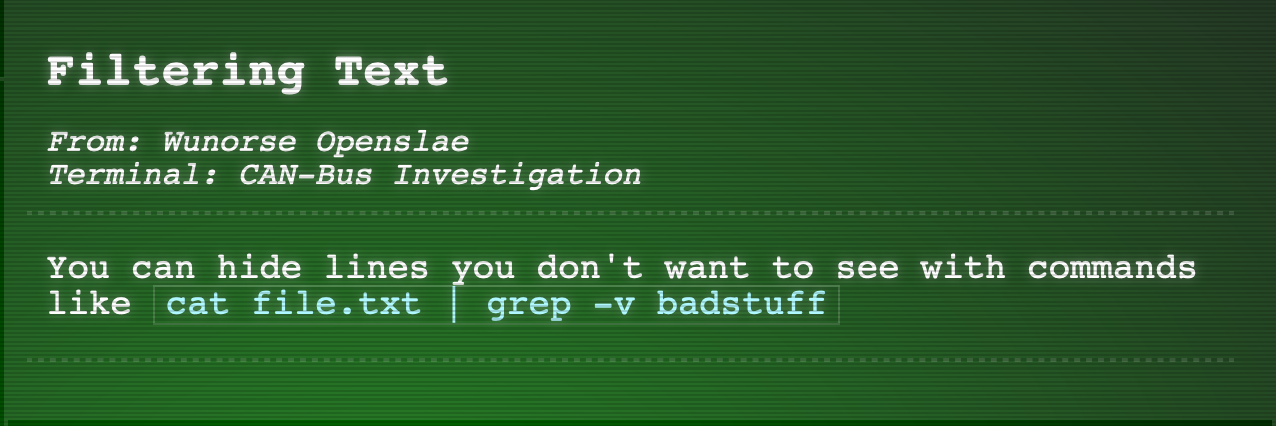 Filtering Text
From: Wunorse Openslae
Terminal: CAN-Bus Investigation
You can hide lines you don't want to see with commands
like cat file.txt | grep -v badstuff